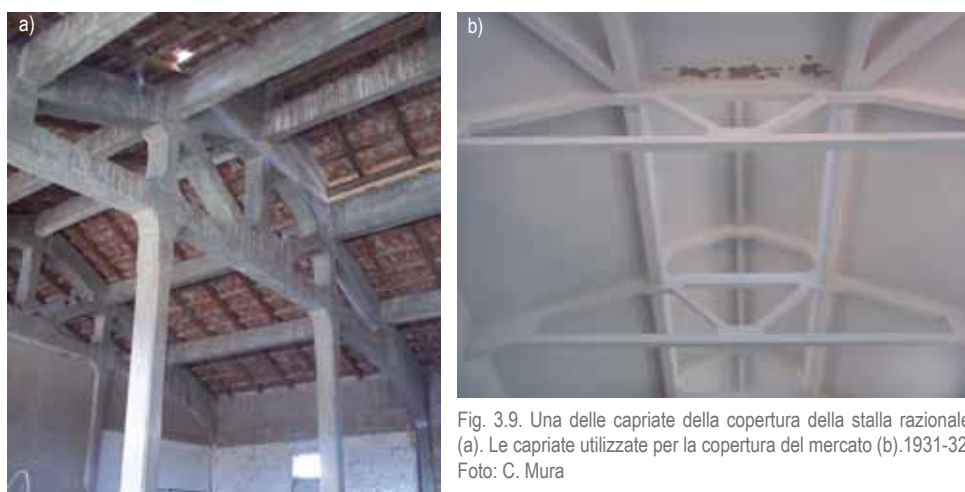 a)
b)
Fig. 3.9. Una delle capriate della copertura della stalla razionale
(a). Le capriate utilizzate per la copertura del mercato (b).1931-32
Foto: C. Mura